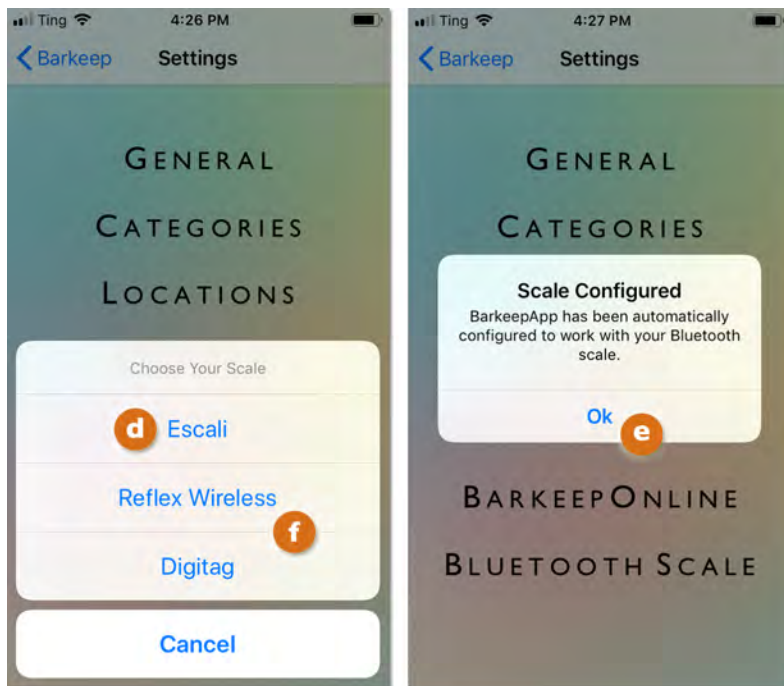 Ting 4:26 PM
Barkeep Settings
GENERAL
CATEGORIES
LOCATIONS
Choose Your Scale
d Escali
Reflex Wireless
f
Digitag
Cancel
Ting 4:27 PM
Barkeep Settings
GENERAL
CATEGORIES
Scale Configured
BarkeepApp has been automatically
configured to work with your Bluetooth
scale.
Ok
e
BARKEEPONLINE
BLUETOOTH SCALE